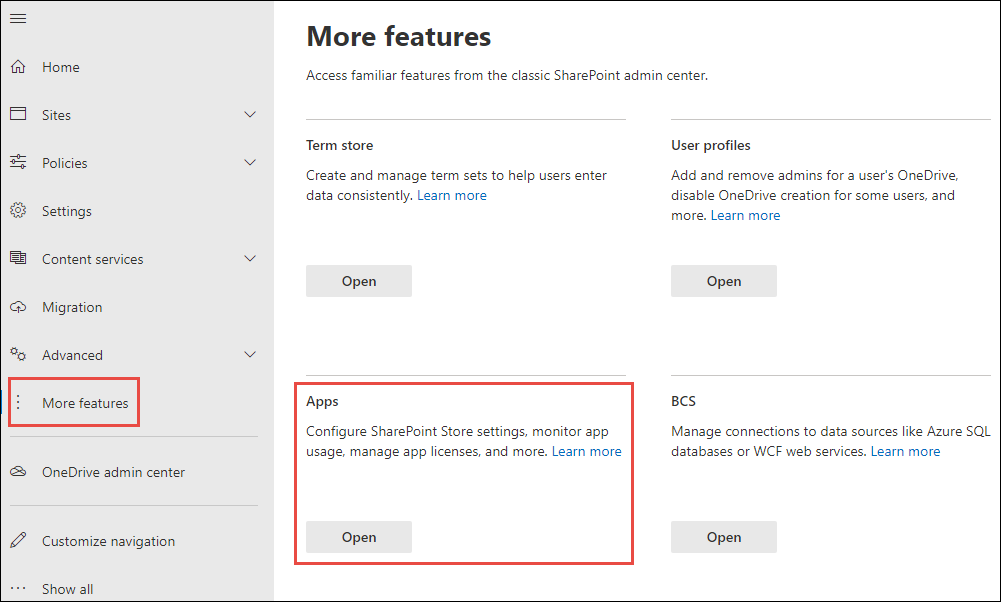 Home
Sites
Policies
Settings
Content services
Migration
Advanced
More features
OneDrive admin center
Customize navigation
Show all
More features
Access familiar features from the classic SharePoint admin center.
Term store
Create and manage term sets to help users enter
data consistently. Learn more
Open
User profiles
Add and remove admins for a user's OneDrive,
disable OneDrive creation for some users, and
more. Learn more
Open
Apps
Configure SharePoint Store settings, monitor app
usage, manage app licenses, and more. Learn more
Open
BCS
Manage connections to data sources like Azure SQL
databases or WCF web services. Learn more
Open